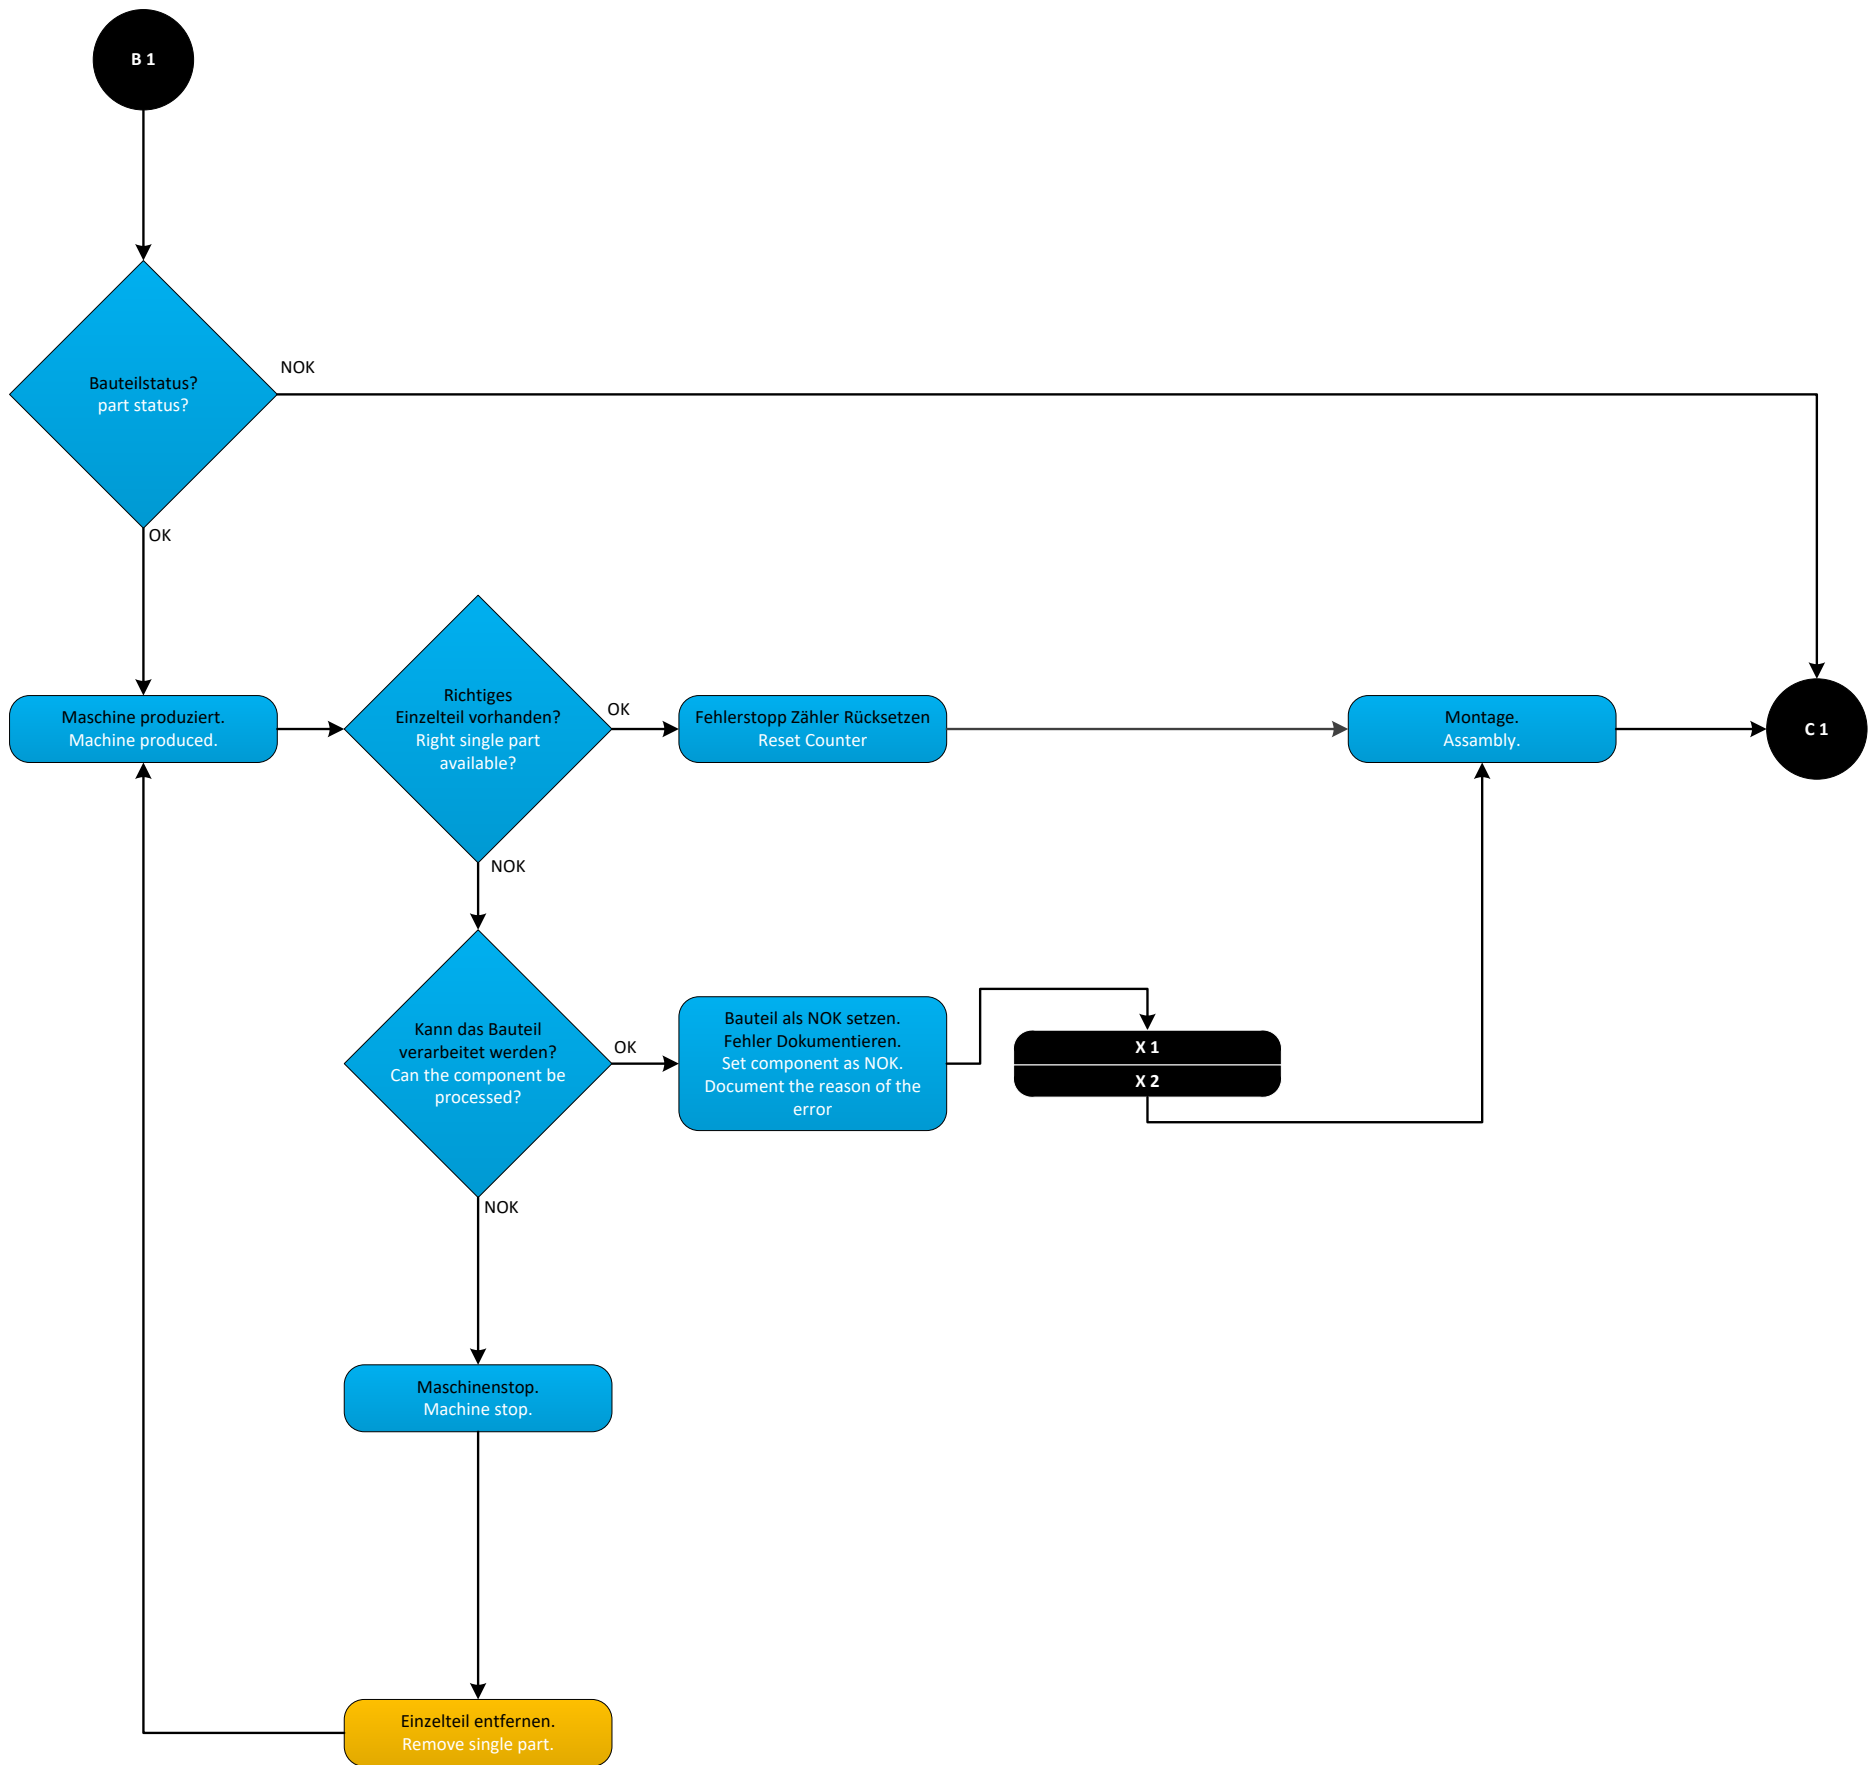 B 1
Bauteilstatus?
part status?
NOK
OK
Maschine produziert.
Machine produced.
Richtiges
Einzelteil vorhanden?
Right single part
available?
OK
NOK
Fehlerstopp Zähler Rücksetzen
Reset Counter
Montage.
Assambly.
C 1
Kann das Bauteil
verarbeitet werden?
Can the component be
processed?
OK
NOK
Bauteil als NOK setzen.
Fehler Dokumentieren.
Set component as NOK.
Document the reason of the
error
X 1
X 2
Maschinenstop.
Machine stop.
Einzelteil entfernen.
Remove single part.